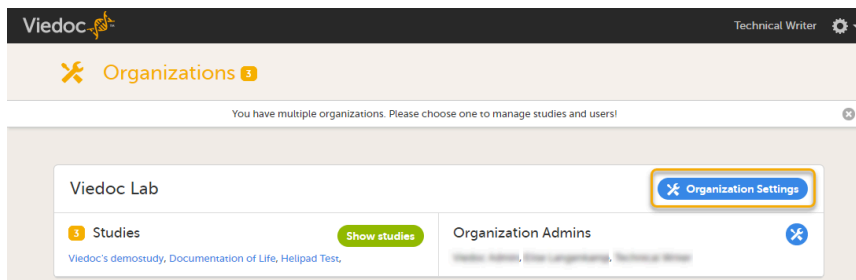 Viedoc
Technical Writer
Organizations 3
You have multiple organizations. Please choose one to manage studies and users!
Viedoc Lab
Organization Settings
3 Studies
Show studies
Organization Admins
Viedoc's demostudy, Documentation of Life, Helipad Test,